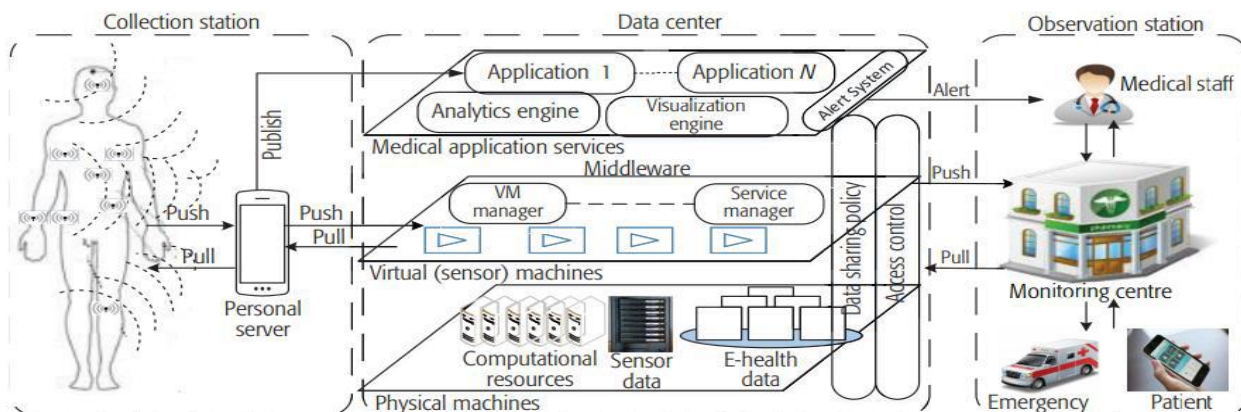 Collection station
Data center
Observation station
Application 1
Application N
Analytics engine
Visualization
engine
Alert System
Alert
Medical staff
Publish
Medical application services
Middleware
VM
manager
Service
manager
Push
Push
Push
Pull
Pull
Pull
Virtual (sensor) machines
Data sharing policy
Access control
Personal
server
Monitoring centre
pharmacy
Computational
resources
Sensor
data
E-health
data
Physical machines
Emergency
Patient